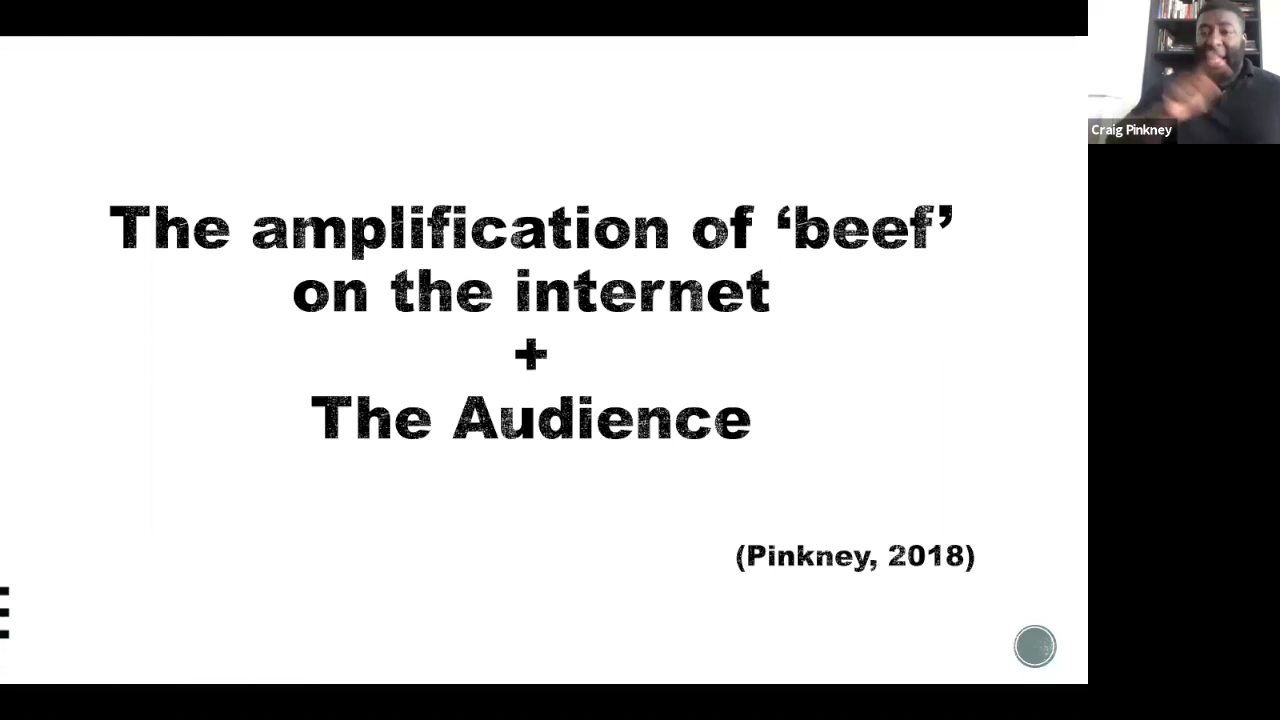 The amplification of ‘beef’
on the internet
+
The Audience
(Pinkney, 2018)
Craig Pinkney